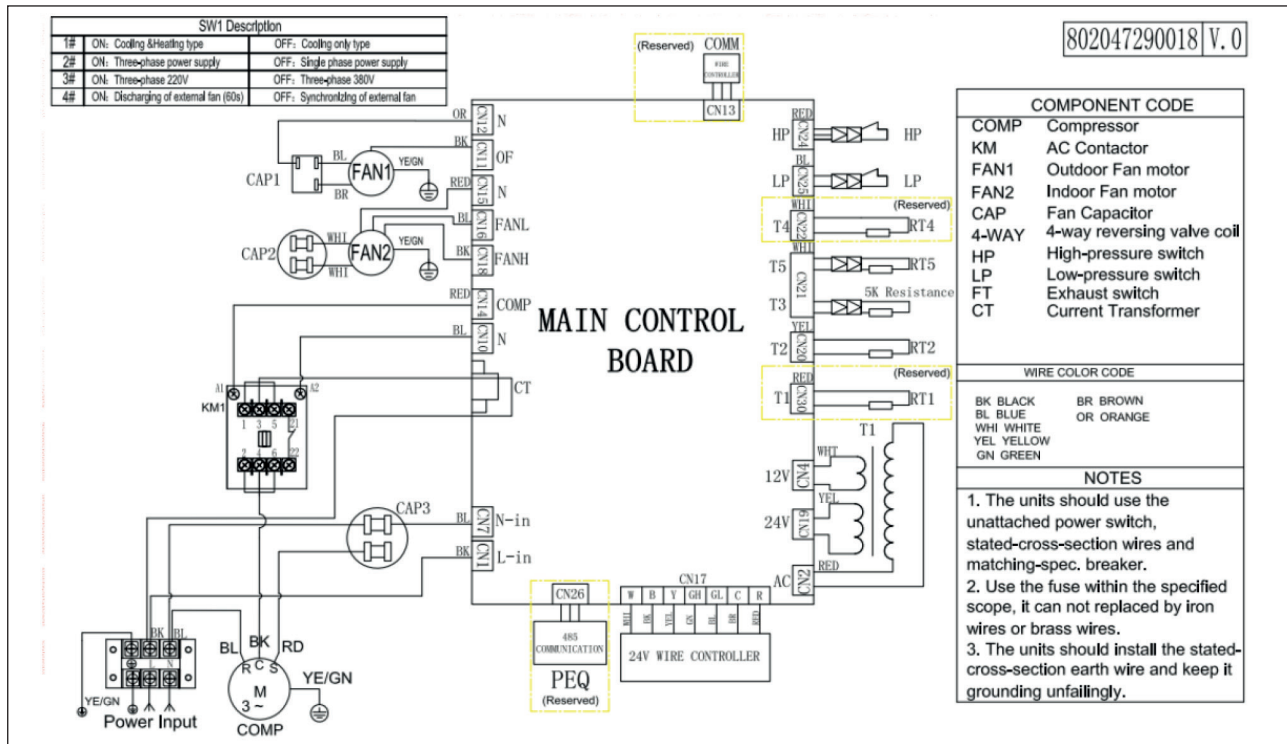 SW1 Description
1# ON: Cooling &Heating type OFF: Cooling only type
2# ON: Three-phase power supply OFF: Single phase power supply
3# ON: Three-phase 220V OFF: Three-phase 380V
4# ON: Discharging of external fan (60s) OFF: Synchronizing of external fan
802047290018 V.0
(Reserved) COMM
CONTROLLER
CN13
OR CN12 N
BK CN11 OF
CAP1 BL FAN1 YE/GN
BR
RED CN15 N
BL CN16 FANL
CAP2 WHI FAN2 YE/GN
WHI
BK CN18 FANH
RED CN14 COMP
BL CN10 N
CT
A1 A2
KM1
1 3 5 21
2 4 6 22
CAP3
BL CN7 N-in
BK CN1 L-in
MAIN CONTROL
BOARD
RED
HP CN24 HP
BL
LP CN25 LP
(Reserved)
WHI
T4 CN22 RT4
WHI
T5 CN21 RT5
T3 5K Resistance
YEL
T2 CN20 RT2
(Reserved)
RED
T1 CN30 RT1
T1
WHT
12V CN4
YEL
24V CN19
RED
AC CN2
CN17
W B Y GH GL C R
WHI BK YEL GN BL BR RED
24V WIRE CONTROLLER
CN26
485
COMMUNICATION
PEQ
(Reserved)
BK BL
L N
YE/GN
Power Input
BL BK RD
R C S
M
3 ~
YE/GN
COMP
COMPONENT CODE
COMP Compressor
KM AC Contactor
FAN1 Outdoor Fan motor
FAN2 Indoor Fan motor
CAP Fan Capacitor
4-WAY 4-way reversing valve coil
HP High-pressure switch
LP Low-pressure switch
FT Exhaust switch
CT Current Transformer
WIRE COLOR CODE
BK BLACK BR BROWN
BL BLUE OR ORANGE
WHI WHITE
YEL YELLOW
GN GREEN
NOTES
1. The units should use the
unattached power switch,
stated-cross-section wires and
matching-spec. breaker.
2. Use the fuse within the specified
scope, it can not replaced by iron
wires or brass wires.
3. The units should install the stated-
cross-section earth wire and keep it
grounding unfailingly.